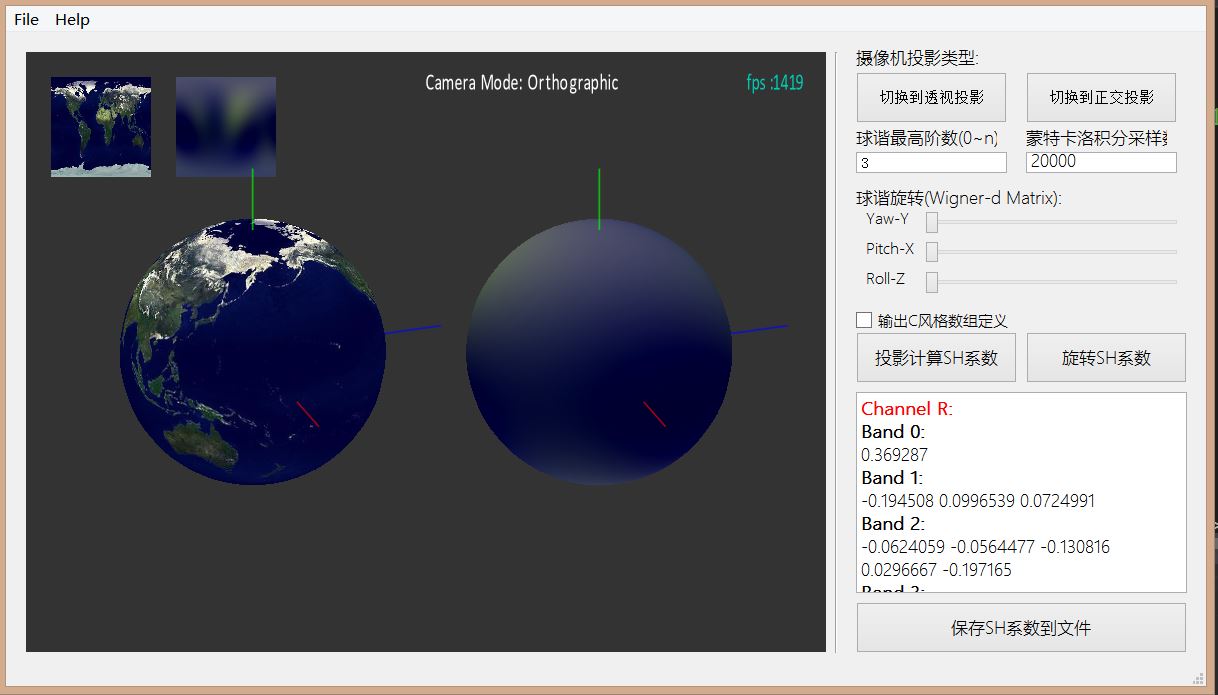 File Help
Camera Mode: Orthographic
fps :1419
摄像机投影类型:
切换到透视投影 切换到正交投影
球谐最高阶数(0~n) 蒙特卡洛积分采样
3 20000
球谐旋转(Wigner-d Matrix):
Yaw-Y
Pitch-X
Roll-Z
输出C风格数组定义
投影计算SH系数 旋转SH系数
Channel R:
Band 0:
0.369287
Band 1:
-0.194508 0.0996539 0.0724991
Band 2:
-0.0624059 -0.0564477 -0.130816
0.0296667 -0.197165
Band 3:
保存SH系数到文件